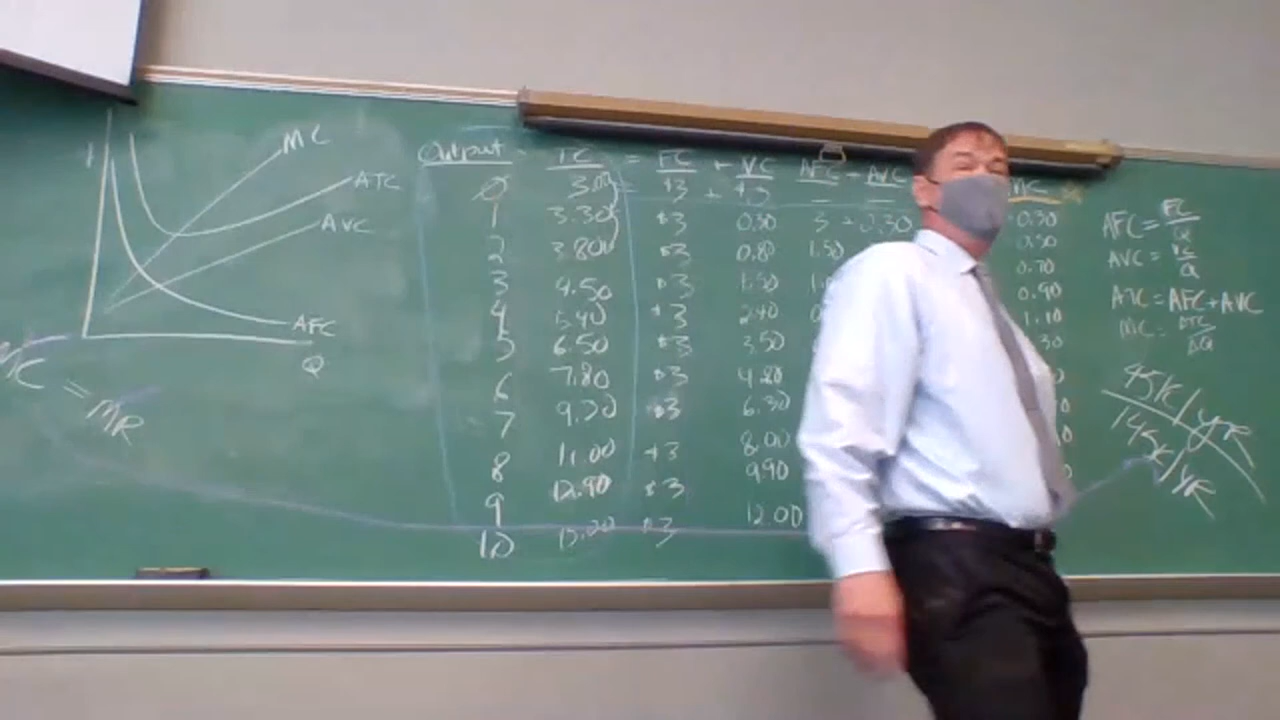 MC
ATC
AVC
AFC
Q
= MR
Output TC = FC + VC AFC AVC MC
0 3.00 = $3 + $0
1 3.30 $3 0.30 3 + 0.30 0.30
2 3.80 $3 0.80 1.50 0.50
3 4.50 $3 1.50 0.70
4 5.40 $3 2.40 0.90
5 6.50 $3 3.50 1.10
6 7.80 $3 4.80 30
7 9.30 $3 6.30
8 11.00 $3 8.00
9 12.90 $3 9.90
10 15.00 $3 12.00
AFC = FC
Q
AVC = VC
Q
ATC = AFC + AVC
MC = ΔTC
ΔQ
45K/YR
145K/YR